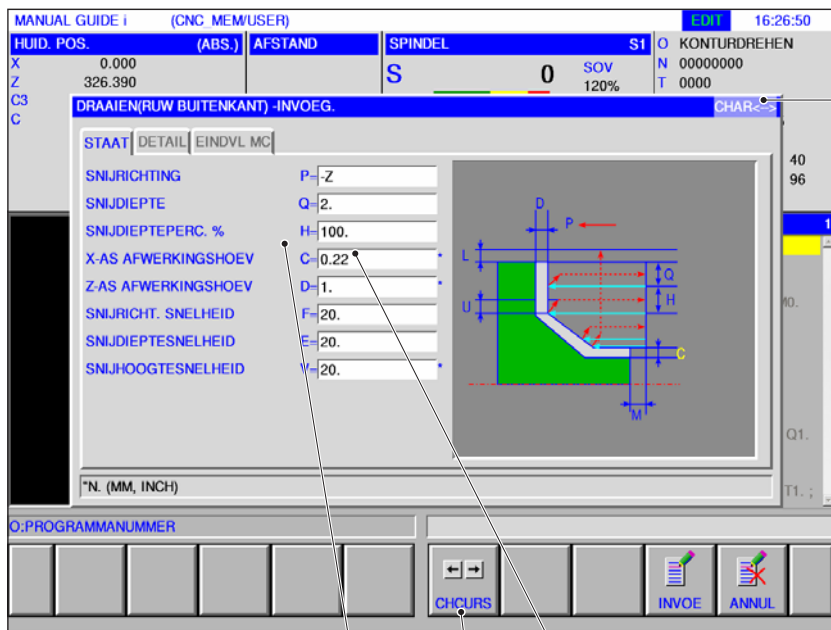 MANUAL GUIDE i (CNC_MEM/USER) EDIT 16:26:50
HUID. POS. (ABS.) AFSTAND SPINDEL S1 O KONTURDREHEN
X 0.000 S 0 SOV N 00000000
Z 326.390 120% T 0000
C3
C
DRAAIEN(RUW BUITENKANT) -INVOEG. CHAR<-->
STAAT DETAIL EINDVL MC
SNIJRICHTING P= -Z
SNIJDIEPTE Q= 2.
SNIJDIEPTEPERC. % H= 100.
X-AS AFWERKINGSHOEV C= 0.22 *
Z-AS AFWERKINGSHOEV D= 1. *
SNIJRICHT. SNELHEID F= 20.
SNIJDIEPTESNELHEID E= 20.
SNIJHOOGTESNELHEID V= 20. *
D
P
L
Q
U
H
C
M
40
96
1
M0.
Q1.
T1. ;
"N. (MM, INCH)
O:PROGRAMMANUMMER
CHCURS INVOE ANNUL